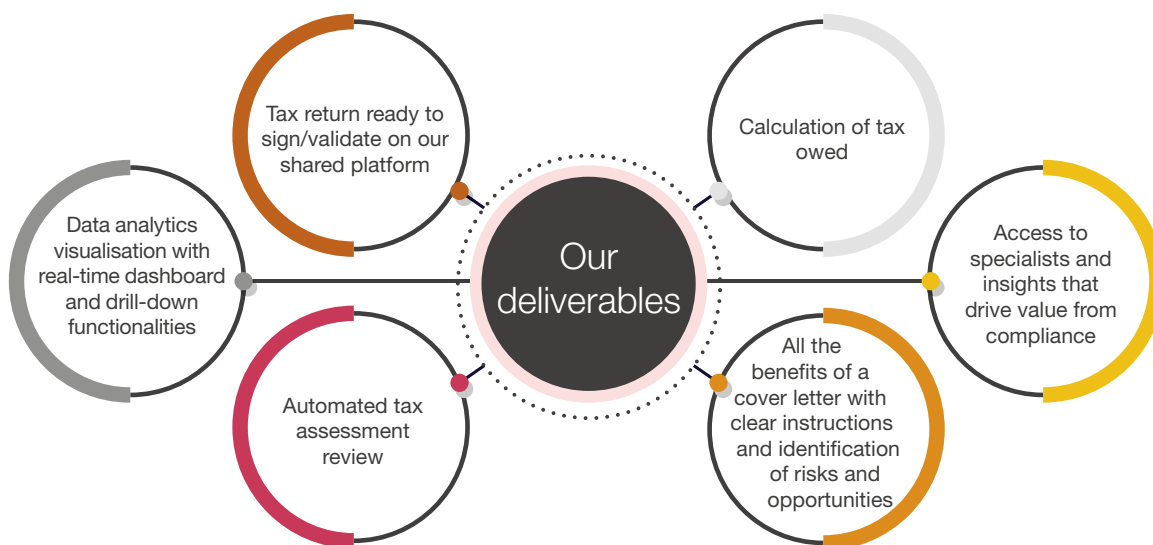 Tax return ready to
sign/validate on our
shared platform
Calculation of tax
owed
Data analytics
visualisation with
real-time dashboard
and drill-down
functionalities
Our
deliverables
Access to
specialists and
insights that
drive value from
compliance
Automated tax
assessment
review
All the
benefits of a
cover letter with
clear instructions
and identification
of risks and
opportunities